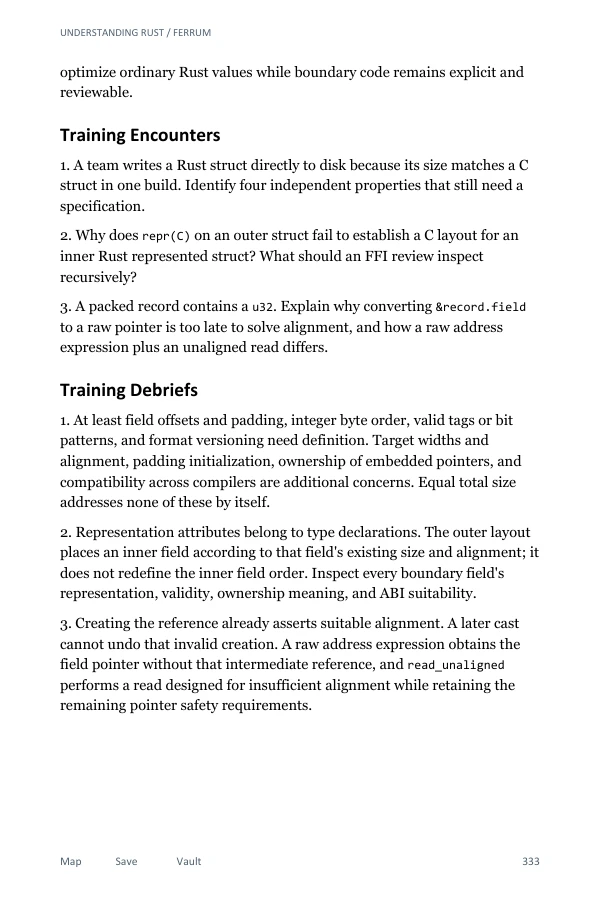 UNDERSTANDING RUST / FERRUM
optimize ordinary Rust values while boundary code remains explicit and
reviewable.
Training Encounters
1. A team writes a Rust struct directly to disk because its size matches a C
struct in one build. Identify four independent properties that still need a
specification.
2. Why does repr(C) on an outer struct fail to establish a C layout for an
inner Rust represented struct? What should an FFI review inspect
recursively?
3. A packed record contains a u32. Explain why converting &record.field
to a raw pointer is too late to solve alignment, and how a raw address
expression plus an unaligned read differs.
Training Debriefs
1. At least field offsets and padding, integer byte order, valid tags or bit
patterns, and format versioning need definition. Target widths and
alignment, padding initialization, ownership of embedded pointers, and
compatibility across compilers are additional concerns. Equal total size
addresses none of these by itself.
2. Representation attributes belong to type declarations. The outer layout
places an inner field according to that field's existing size and alignment; it
does not redefine the inner field order. Inspect every boundary field's
representation, validity, ownership meaning, and ABI suitability.
3. Creating the reference already asserts suitable alignment. A later cast
cannot undo that invalid creation. A raw address expression obtains the
field pointer without that intermediate reference, and read_unaligned
performs a read designed for insufficient alignment while retaining the
remaining pointer safety requirements.
Map Save Vault 333